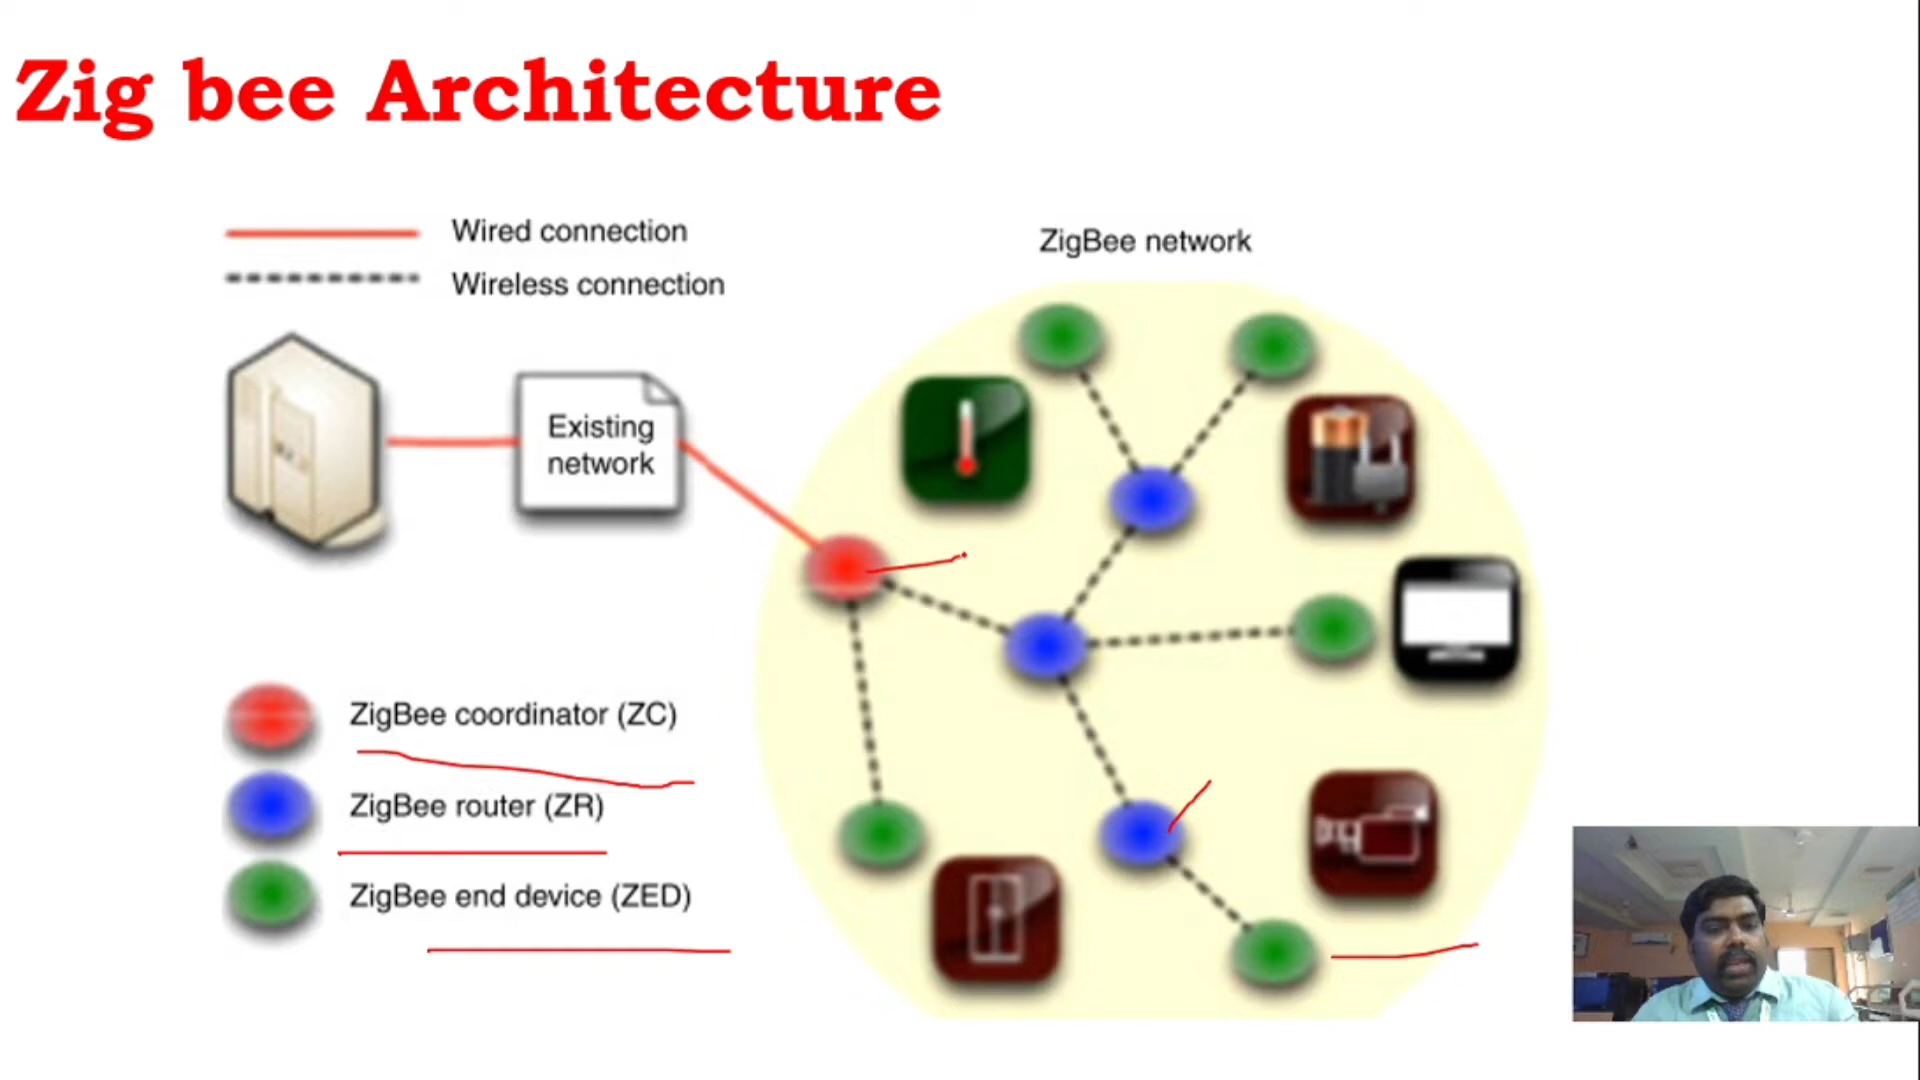 Zig bee Architecture
Wired connection
Wireless connection
ZigBee network
Existing
network
ZigBee coordinator (ZC)
ZigBee router (ZR)
ZigBee end device (ZED)